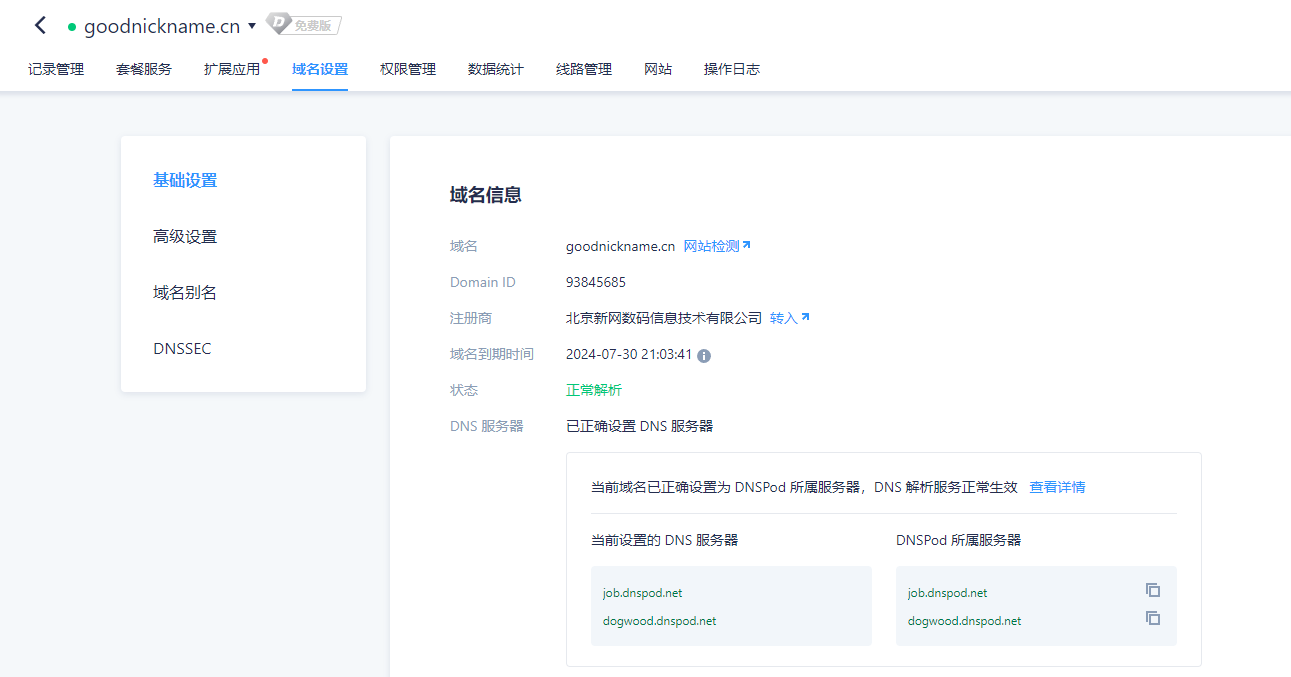 goodnickname.cn
D 免费版
记录管理 套餐服务 扩展应用 域名设置 权限管理 数据统计 线路管理 网站 操作日志
基础设置
高级设置
域名别名
DNSSEC
域名信息
域名 goodnickname.cn 网站检测
Domain ID 93845685
注册商 北京新网数码信息技术有限公司 转入
域名到期时间 2024-07-30 21:03:41
状态 正常解析
DNS 服务器 已正确设置 DNS 服务器
当前域名已正确设置为 DNSPod 所属服务器，DNS 解析服务正常生效 查看详情
当前设置的 DNS 服务器
job.dnspod.net
dogwood.dnspod.net
DNSPod 所属服务器
job.dnspod.net
dogwood.dnspod.net